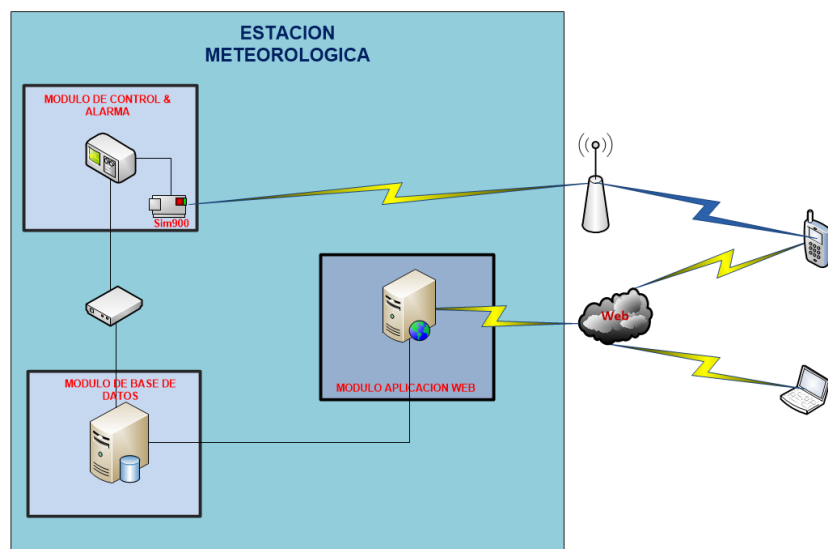 ESTACION
METEOROLOGICA
MODULO DE CONTROL &
ALARMA
Sim900
Web
MODULO DE BASE DE
DATOS
MODULO APLICACION WEB